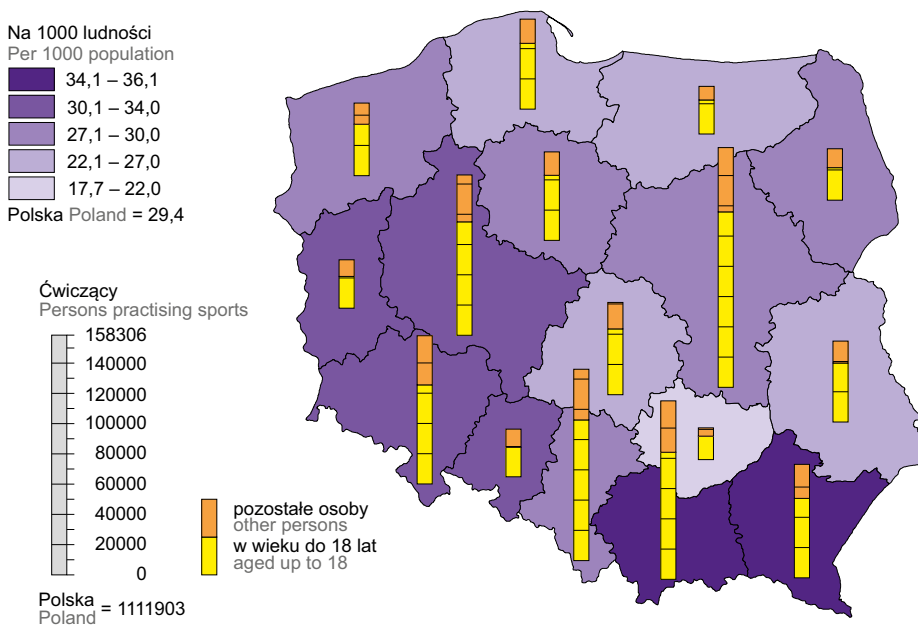 Na 1000 ludności
Per 1000 population
34,1 – 36,1
30,1 – 34,0
27,1 – 30,0
22,1 – 27,0
17,7 – 22,0
Polska Poland = 29,4
Ćwiczący
Persons practising sports
158306
140000
120000
100000
80000
60000
40000
20000
0
Polska
Poland = 1111903
pozostałe osoby
other persons
w wieku do 18 lat
aged up to 18